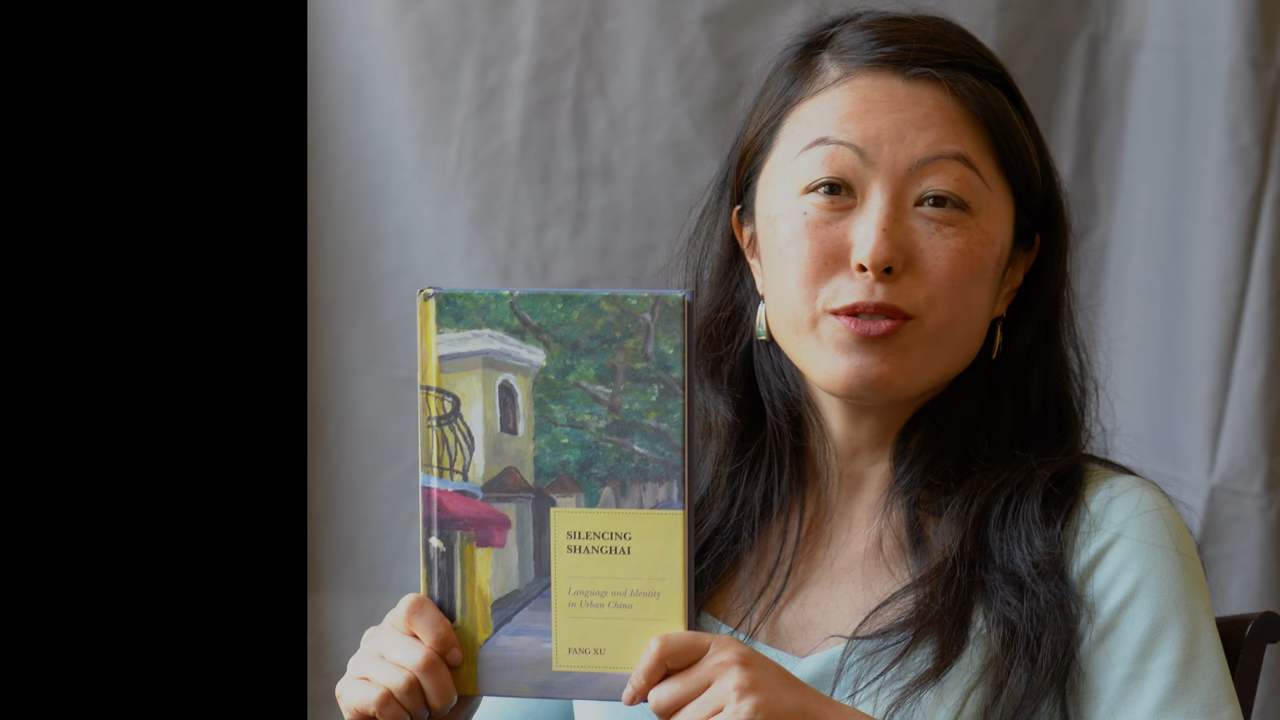 SILENCING
SHANGHAI
Language and Identity
in Urban China
FANG XU